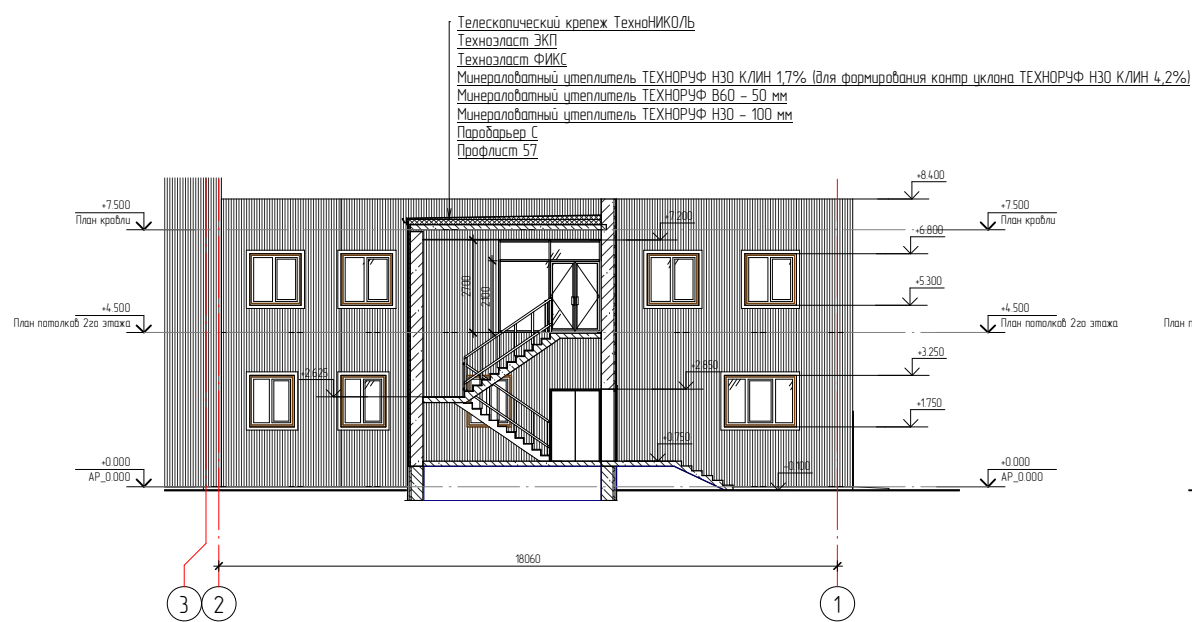 Телескопический крепеж ТехноНИКОЛЬ
Техноэласт ЭКП
Техноэласт ФИКС
Минераловатный утеплитель ТЕХНОРУФ Н30 КЛИН 1,7% (для формирования контр уклона ТЕХНОРУФ Н30 КЛИН 4,2%)
Минераловатный утеплитель ТЕХНОРУФ В60 – 50 мм
Минераловатный утеплитель ТЕХНОРУФ Н30 – 100 мм
Паробарьер С
Профлист 57
+8.400
+7.500
План кровли
+7.200
+7.500
План кровли
+6.800
2700
2100
+5.300
+4.500
План потолков 2го этажа
+4.500
План потолков 2го этажа
План п
+3.250
+2.625
+2.850
+1.750
+0.750
+0.000
АР_0.000
-0.100
+0.000
АР_0.000
18060
3
2
1